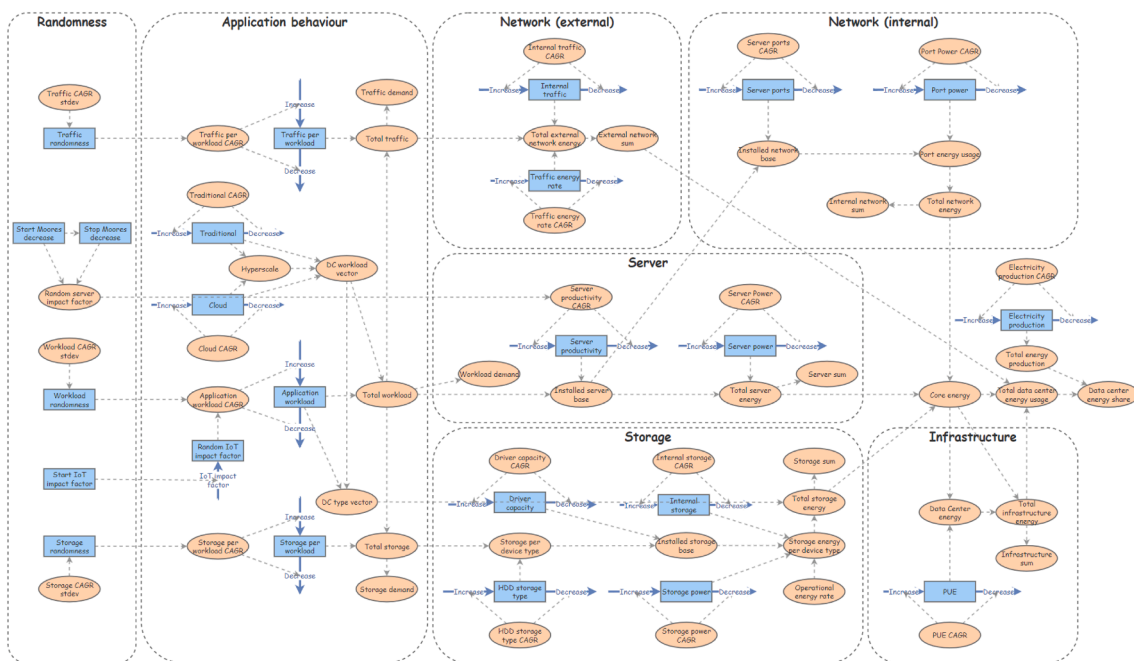 Randomness
Traffic CAGR
stdev
Traffic
randomness
Start Moores
decrease
Stop Moores
decrease
Random server
impact factor
Workload CAGR
stdev
Workload
randomness
Start IoT
impact factor
Storage
randomness
Storage CAGR
stdev
Application behaviour
Increase
Traffic per
workload CAGR
Traffic per
workload
Decrease
Traffic demand
Total traffic
Traditional CAGR
Increase
Traditional
Decrease
Hyperscale
DC workload
vector
Increase
Cloud
Decrease
Cloud CAGR
Increase
Application
workload CAGR
Application
workload
Decrease
Total workload
Random IoT
impact factor
IoT impact
factor
DC type vector
Increase
Storage per
workload CAGR
Storage per
workload
Decrease
Total storage
Storage demand
Network (external)
Internal traffic
CAGR
Increase
Internal
traffic
Decrease
Total external
network energy
External network
sum
Increase
Traffic energy
rate
Decrease
Traffic energy
rate CAGR
Network (internal)
Server ports
CAGR
Increase
Server ports
Decrease
Port Power CAGR
Increase
Port power
Decrease
Installed network
base
Port energy usage
Internal network
sum
Total network
energy
Server
Server
productivity
CAGR
Increase
Server
productivity
Decrease
Server Power
CAGR
Increase
Server power
Decrease
Workload demand
Installed server
base
Total server
energy
Server sum
Electricity
production CAGR
Increase
Electricity
production
Decrease
Total energy
production
Core energy
Total data center
energy usage
Data center
energy share
Storage
Driver capacity
CAGR
Increase
Driver
capacity
Decrease
Internal storage
CAGR
Increase
Internal
storage
Decrease
Storage sum
Total storage
energy
Storage per
device type
Installed storage
base
Storage energy
per device type
Increase
HDD storage
type
Decrease
HDD storage
type CAGR
Increase
Storage power
Decrease
Storage power
CAGR
Operational
energy rate
Infrastructure
Data Center
energy
Total
infrastructure
energy
Infrastructure
sum
Increase
PUE
Decrease
PUE CAGR